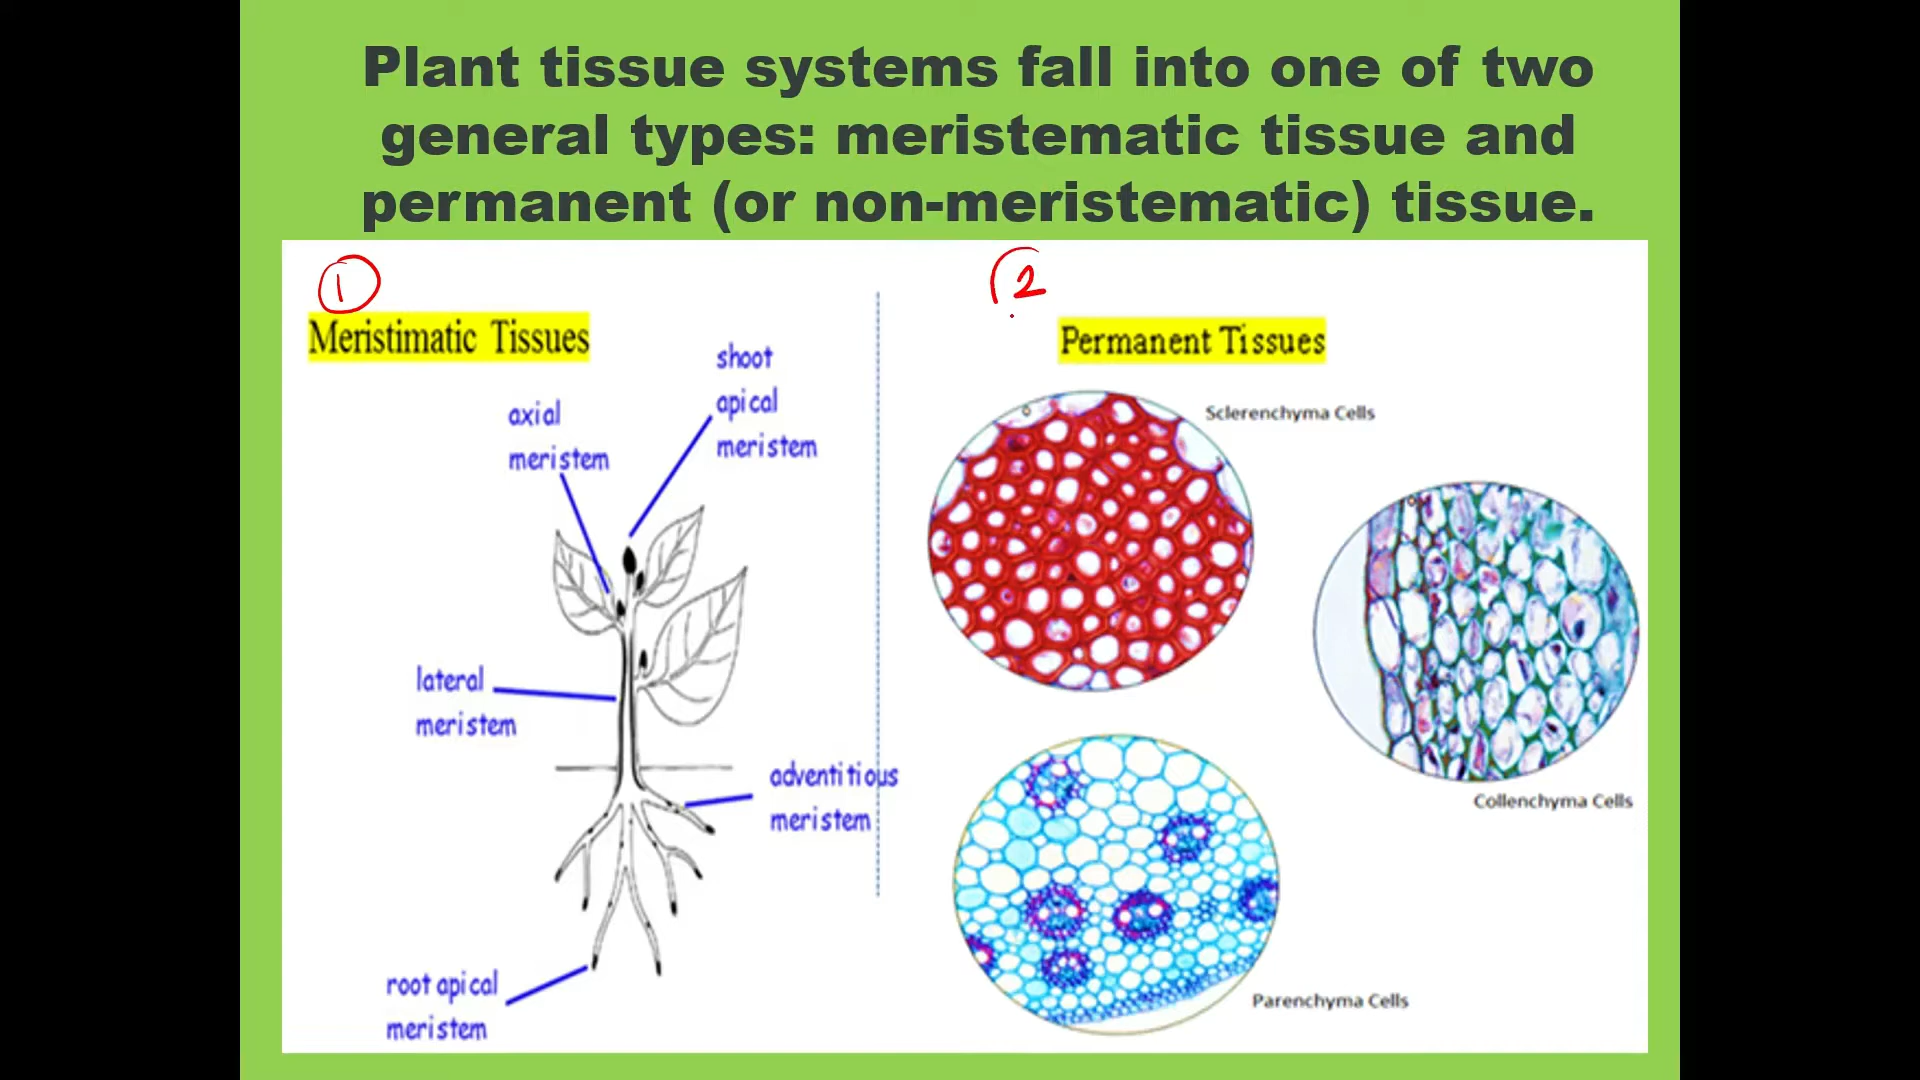 Plant tissue systems fall into one of two
general types: meristematic tissue and
permanent (or non-meristematic) tissue.
1
Meristimatic Tissues
shoot
apical
meristem
axial
meristem
lateral
meristem
adventitious
meristem
root apical
meristem
2
Permanent Tissues
Sclerenchyma Cells
Collenchyma Cells
Parenchyma Cells